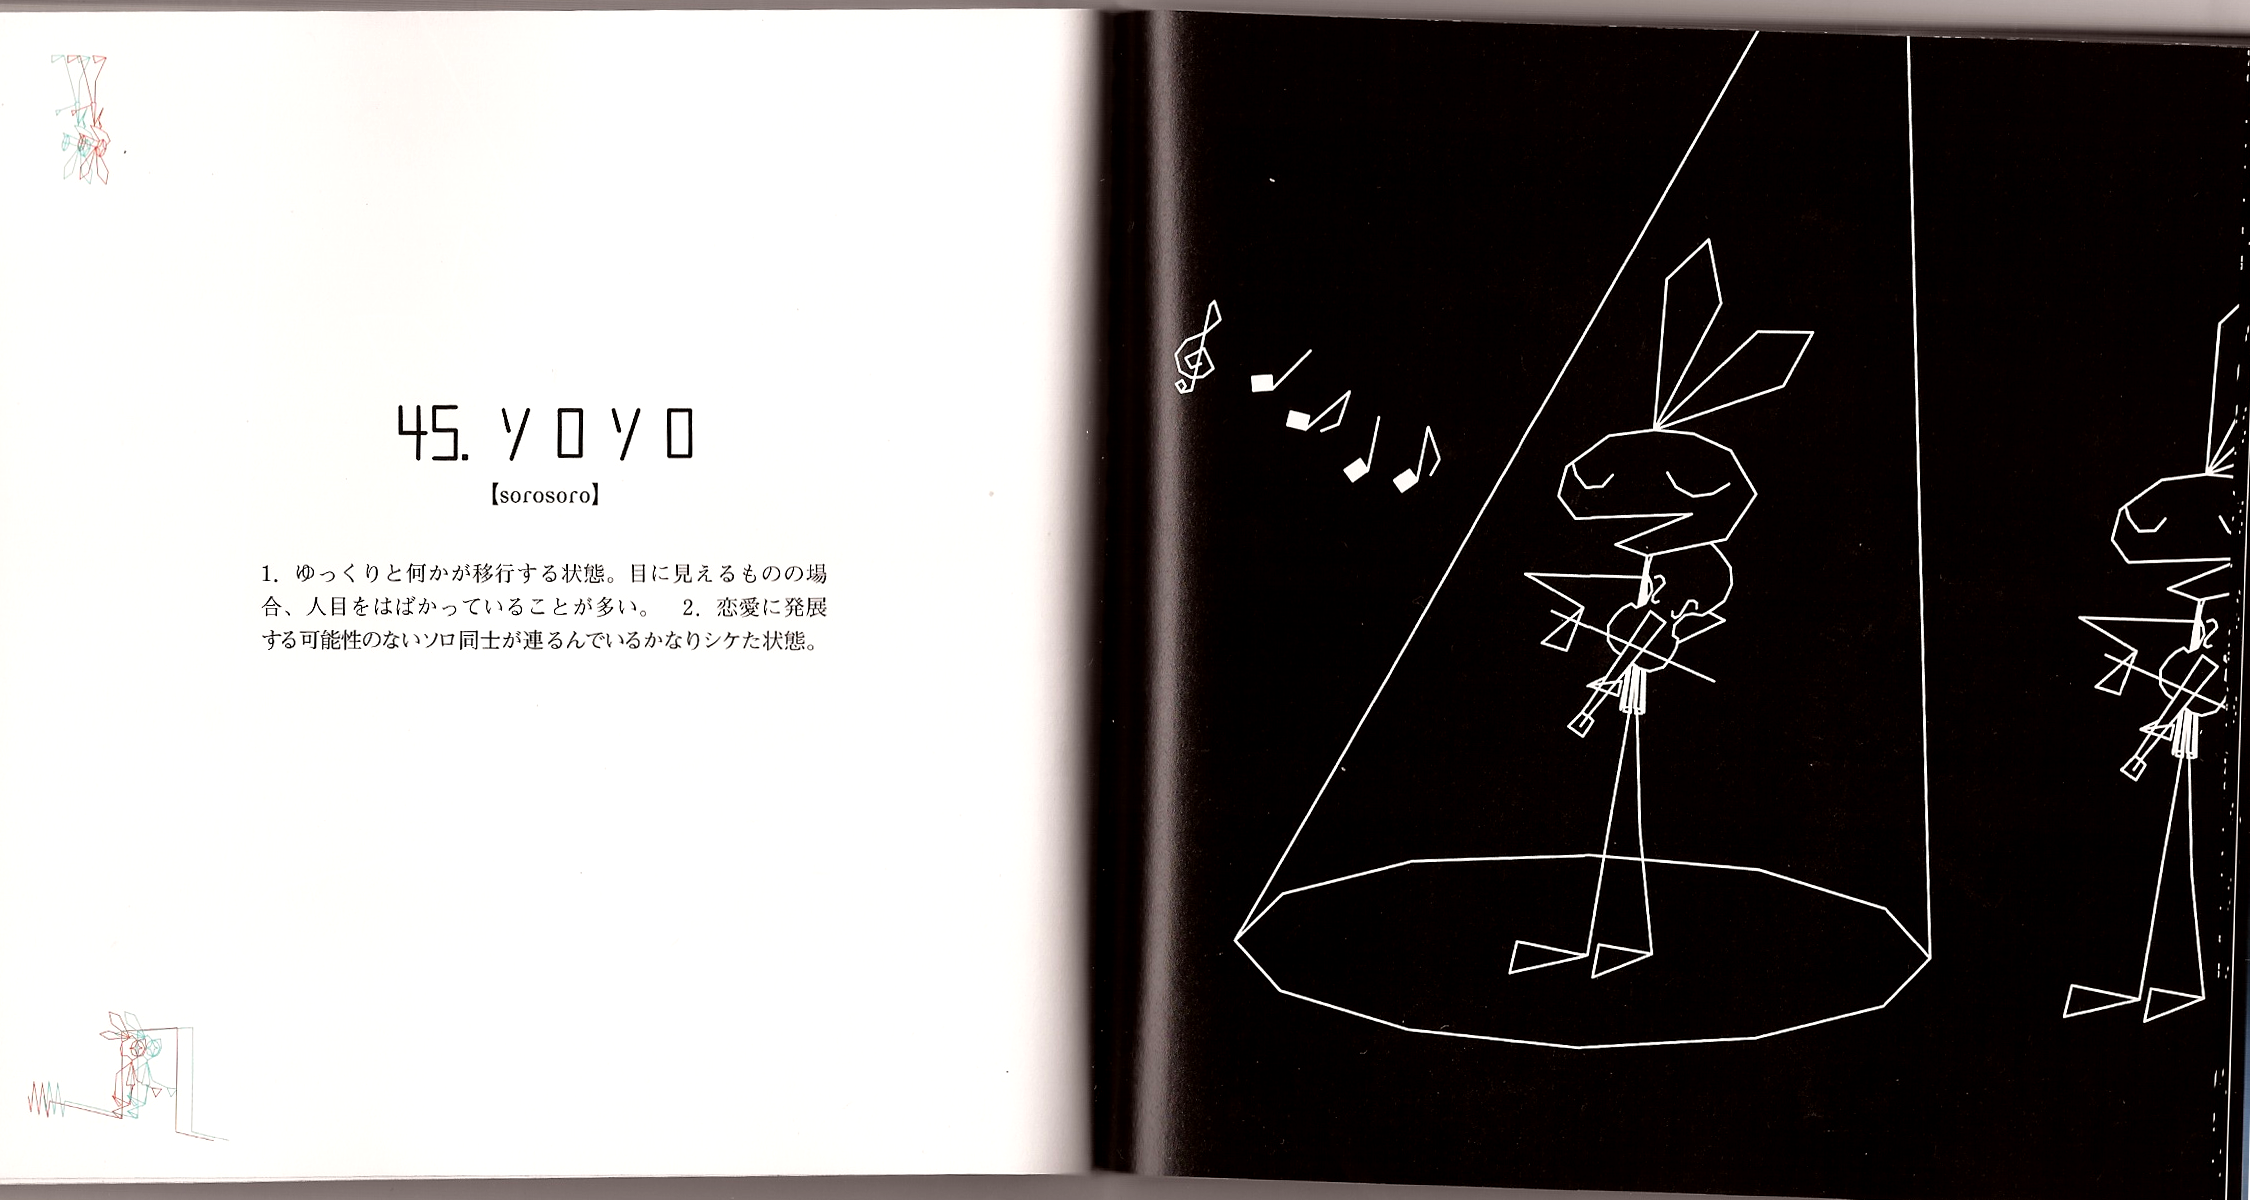 45. ソロソロ
【sorosoro】
1. ゆっくりと何かが移行する状態。目に見えるものの場
合、人目をはばかっていることが多い。　2. 恋愛に発展
する可能性のないソロ同士が連るんでいるかなりシケた状態。